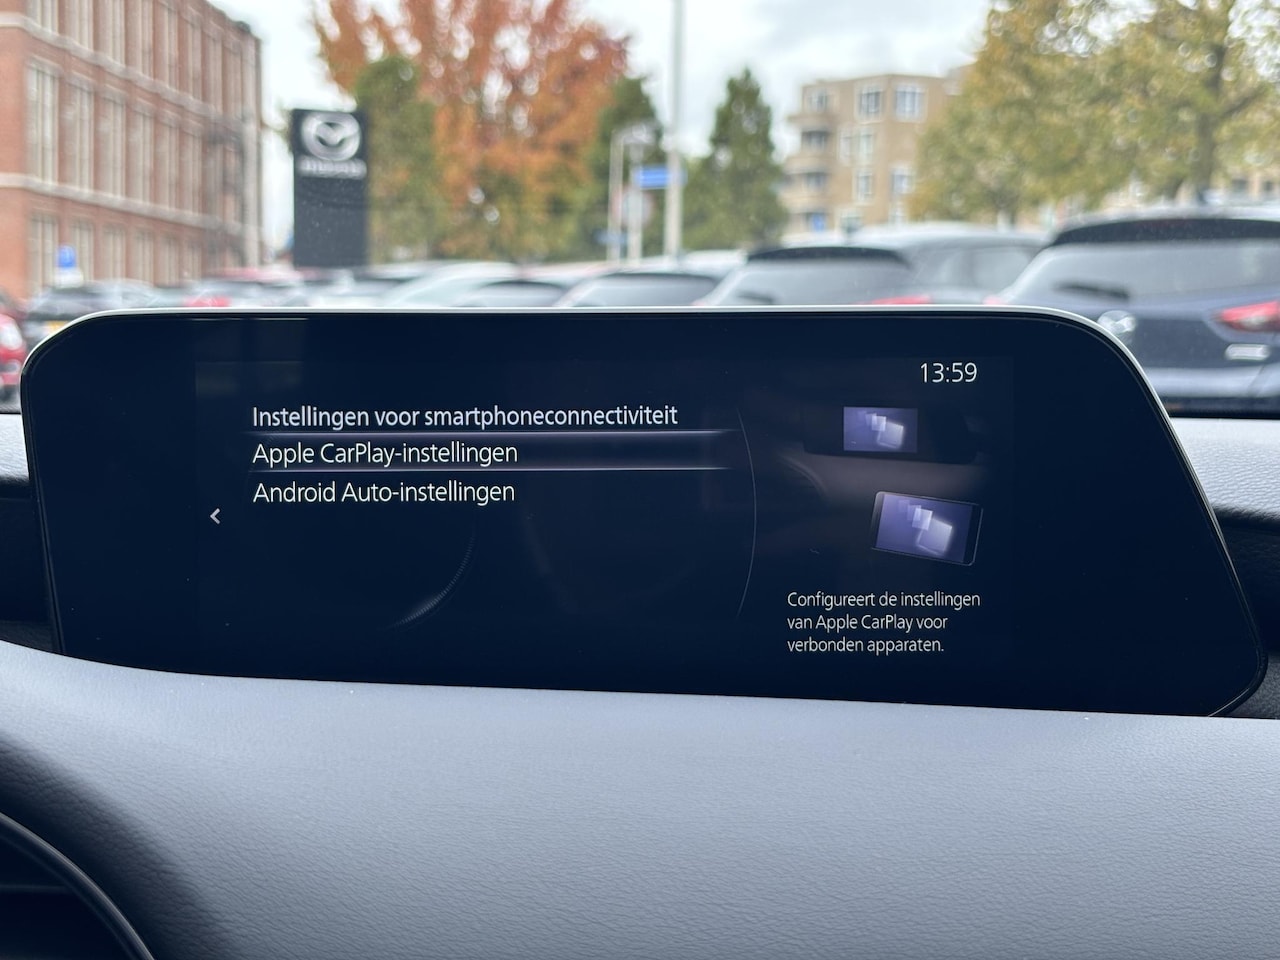 13:59
Instellingen voor smartphoneconnectiviteit
Apple CarPlay-instellingen
Android Auto-instellingen
Configureert de instellingen
van Apple CarPlay voor
verbonden apparaten.